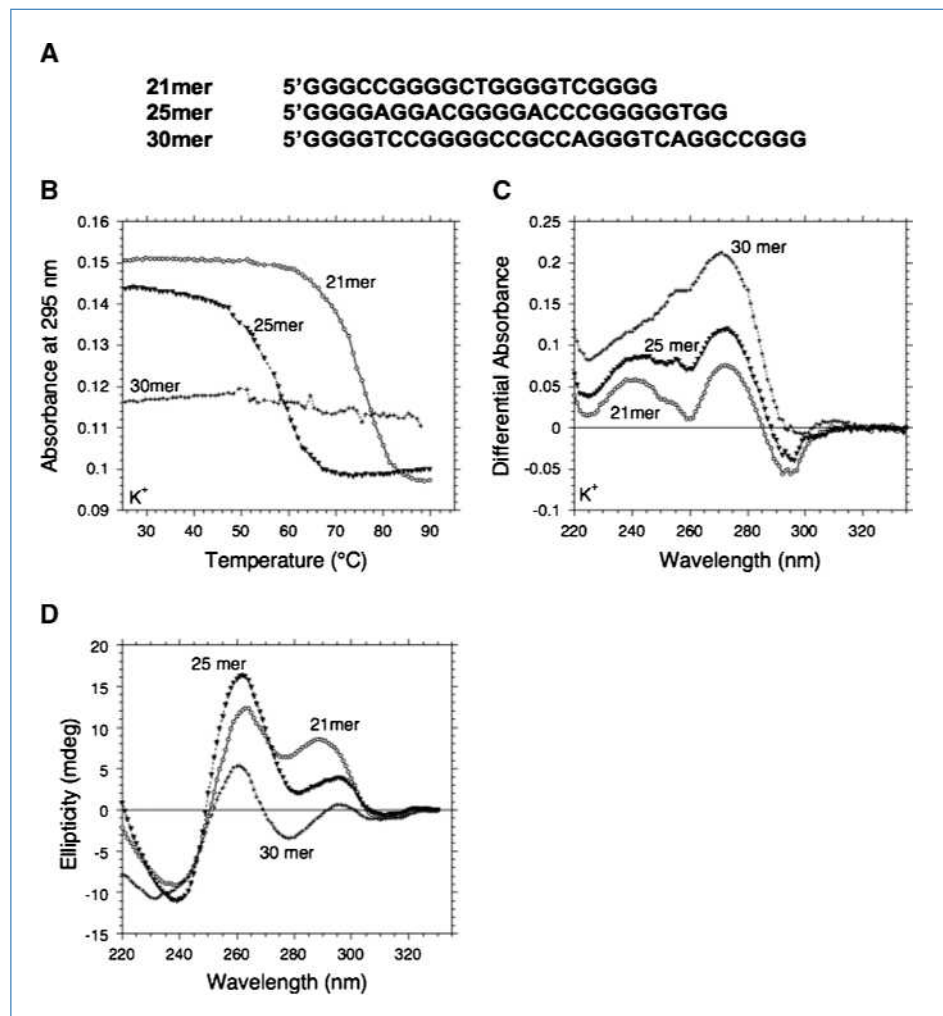 A
21mer 5'GGGCCGGGGCTGGGGTCGGGG
25mer 5'GGGGAGGACGGGGACCCGGGGGTGG
30mer 5'GGGGTCCGGGGCCGCCAGGGTCAGGCCGGG
B
0.16
0.15
0.14
0.13
0.12
0.11
0.1
0.09
Absorbance at 295 nm
21mer
25mer
30mer
K+
30 40 50 60 70 80 90
Temperature (°C)
C
0.25
0.2
0.15
0.1
0.05
0
-0.05
-0.1
Differential Absorbance
30 mer
25 mer
21mer
K+
220 240 260 280 300 320
Wavelength (nm)
D
20
15
10
5
0
-5
-10
-15
Ellipticity (mdeg)
25 mer
21mer
30 mer
220 240 260 280 300 320
Wavelength (nm)